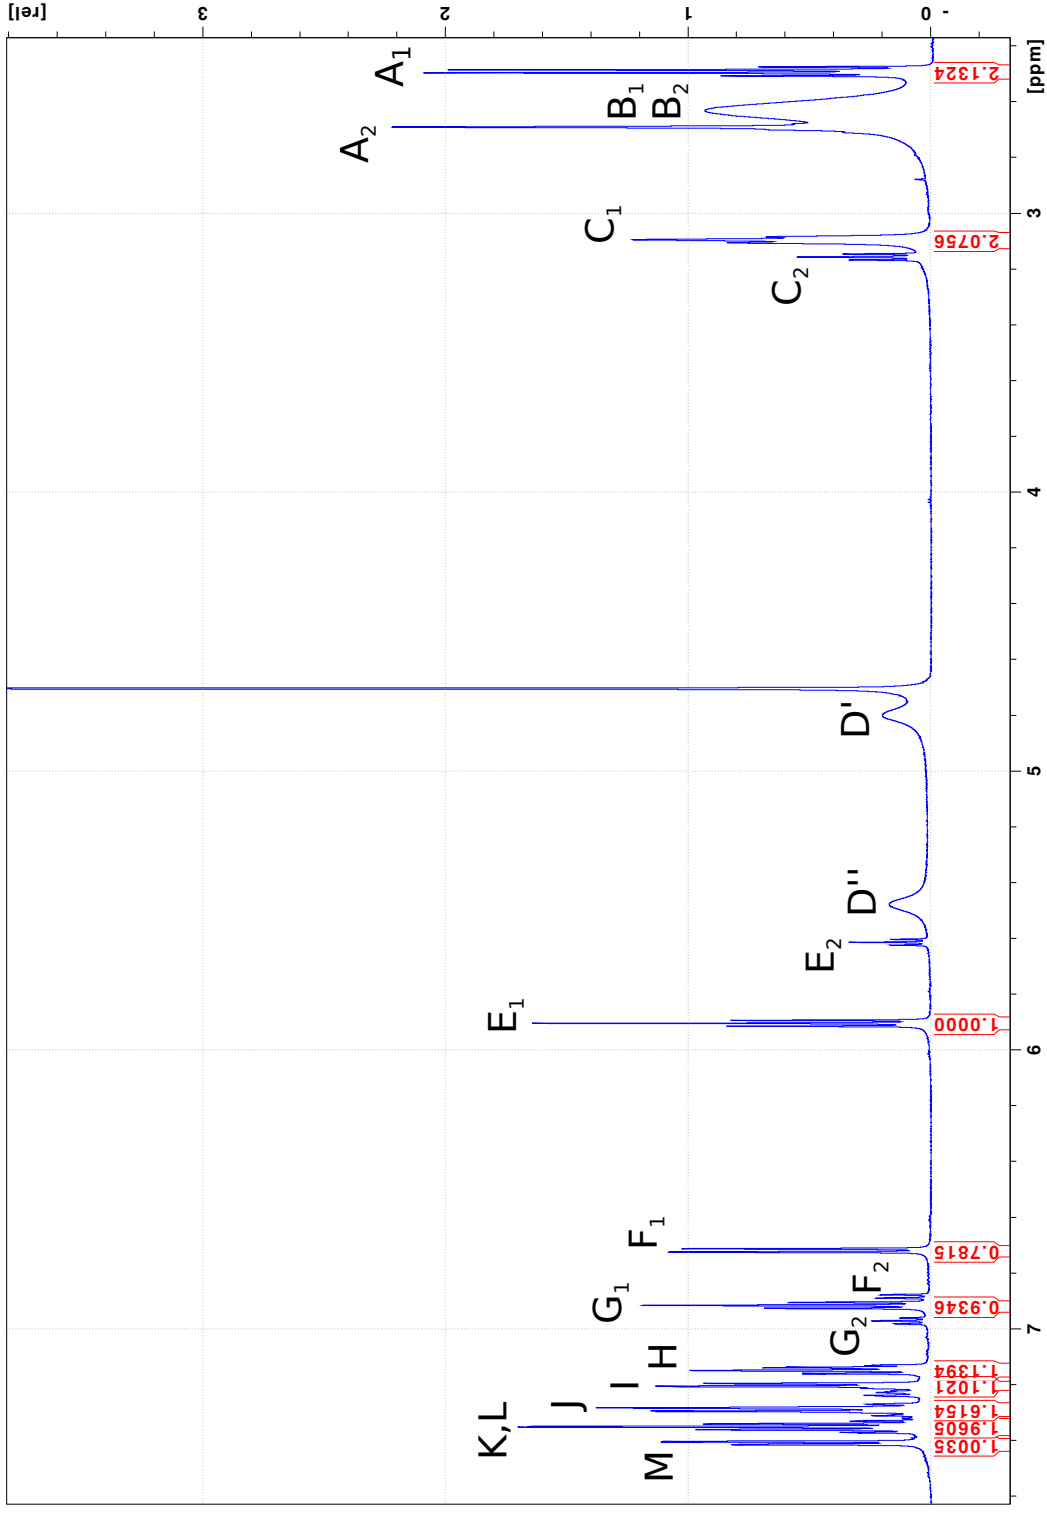 [rel]
3
2
1
0
-
A₂
A₁
K,L
E₁
C₁
J
I
G₁
F₁
B₁
M
H
B₂
C₂
E₂
D''
D'
G₂
F₂
1.0035
1.9605
1.6154
1.1021
1.1394
0.9346
0.7815
1.0000
2.0756
2.1324
7
6
5
4
3
[ppm]